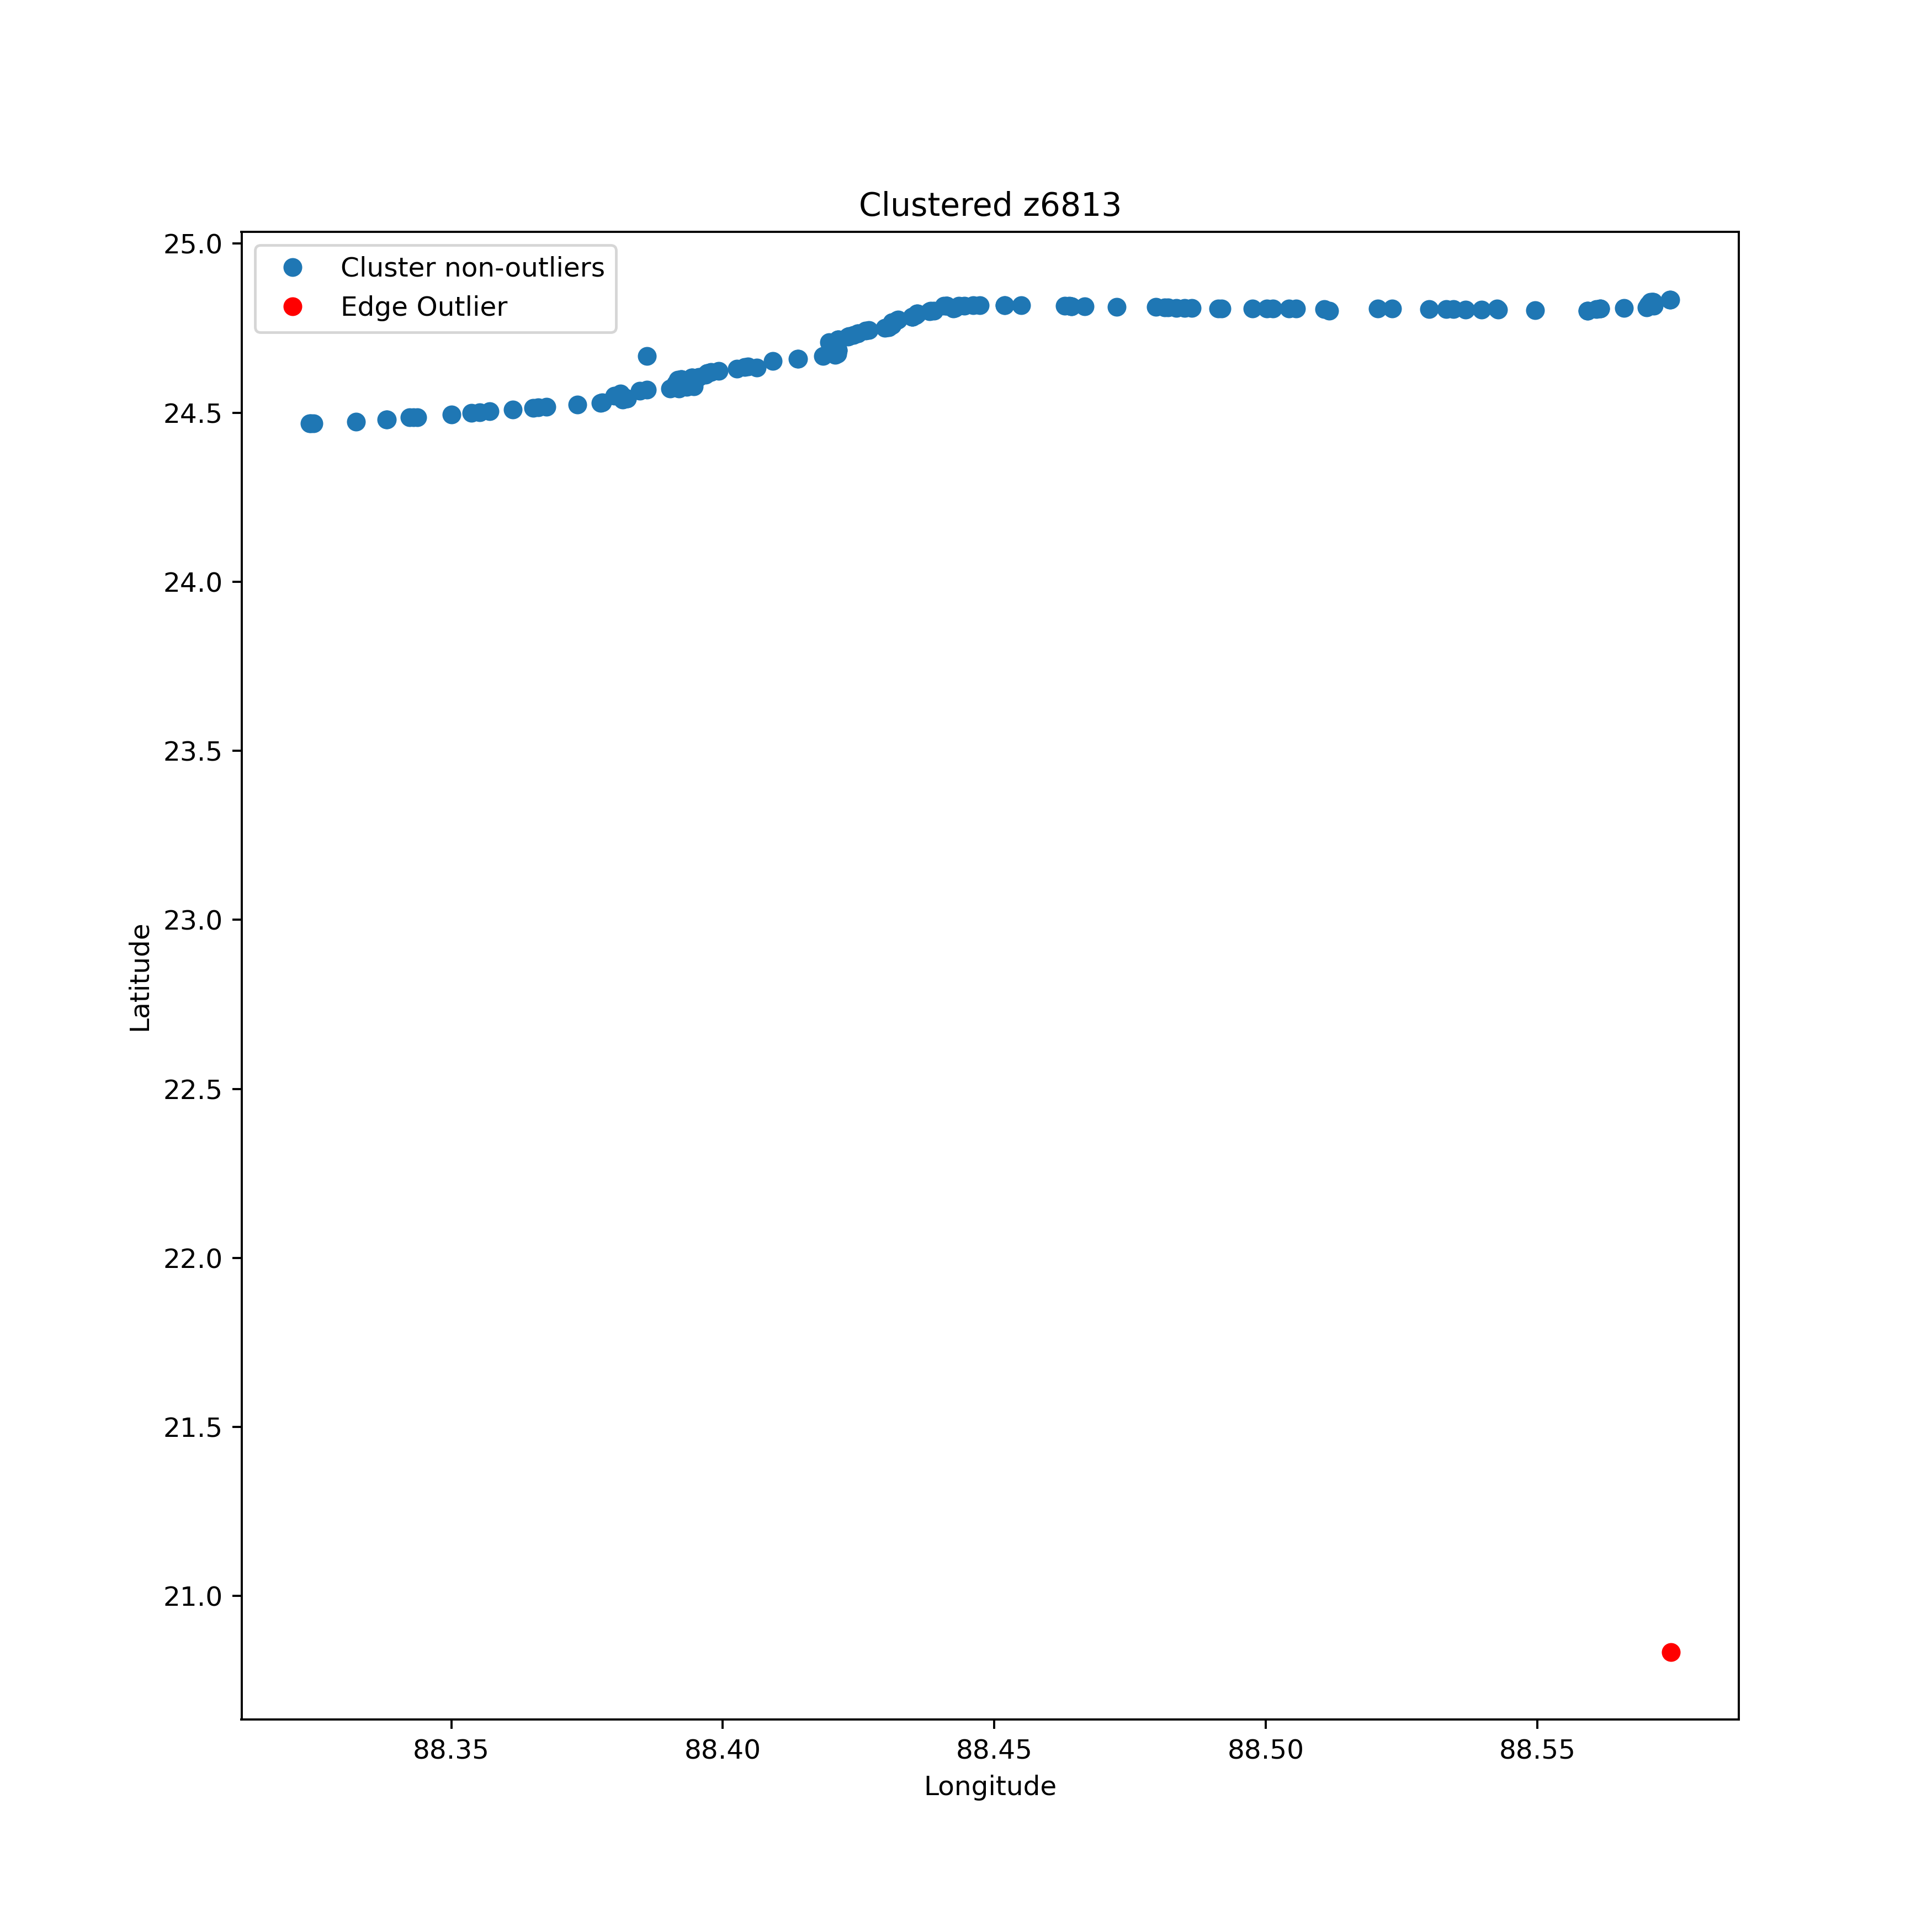 Clustered z6813
Cluster non-outliers
Edge Outlier
25.0
24.5
24.0
23.5
23.0
22.5
22.0
21.5
21.0
Latitude
88.35 88.40 88.45 88.50 88.55
Longitude